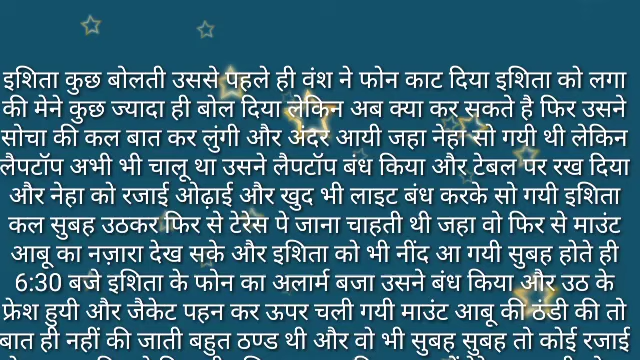 इशिता कुछ बोलती उससे पहले ही वंश ने फोन काट दिया इशिता को लगा
की मेने कुछ ज्यादा ही बोल दिया लेकिन अब क्या कर सकते है फिर उसने
सोचा की कल बात कर लुंगी और अंदर आयी जहा नेहा सो गयी थी लेकिन
लैपटॉप अभी भी चालू था उसने लैपटॉप बंध किया और टेबल पर रख दिया
और नेहा को रजाई ओढ़ाई और खुद भी लाइट बंध करके सो गयी इशिता
कल सुबह उठकर फिर से टेरेस पे जाना चाहती थी जहा वो फिर से माउंट
आबू का नज़ारा देख सके और इशिता को भी नींद आ गयी सुबह होते ही
6:30 बजे इशिता के फोन का अलार्म बजा उसने बंध किया और उठ के
फ्रेश हुयी और जैकेट पहन कर ऊपर चली गयी माउंट आबू की ठंडी की तो
बात ही नहीं की जाती बहुत ठण्ड थी और वो भी सुबह सुबह तो कोई रजाई